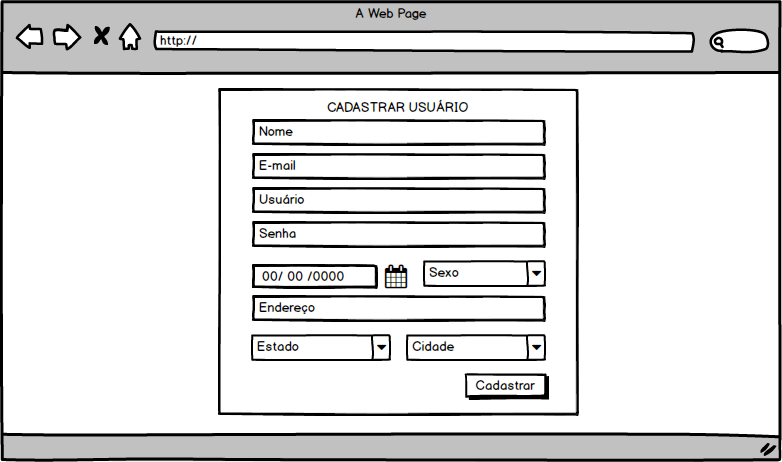 A Web Page
http://
CADASTRAR USUÁRIO
Nome
E-mail
Usuário
Senha
00/ 00 /0000 Sexo
Endereço
Estado Cidade
Cadastrar